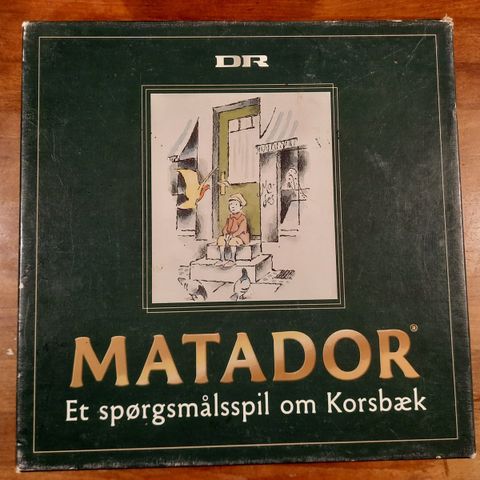 DR
MATADOR®
Et spørgsmålsspil om Korsbæk